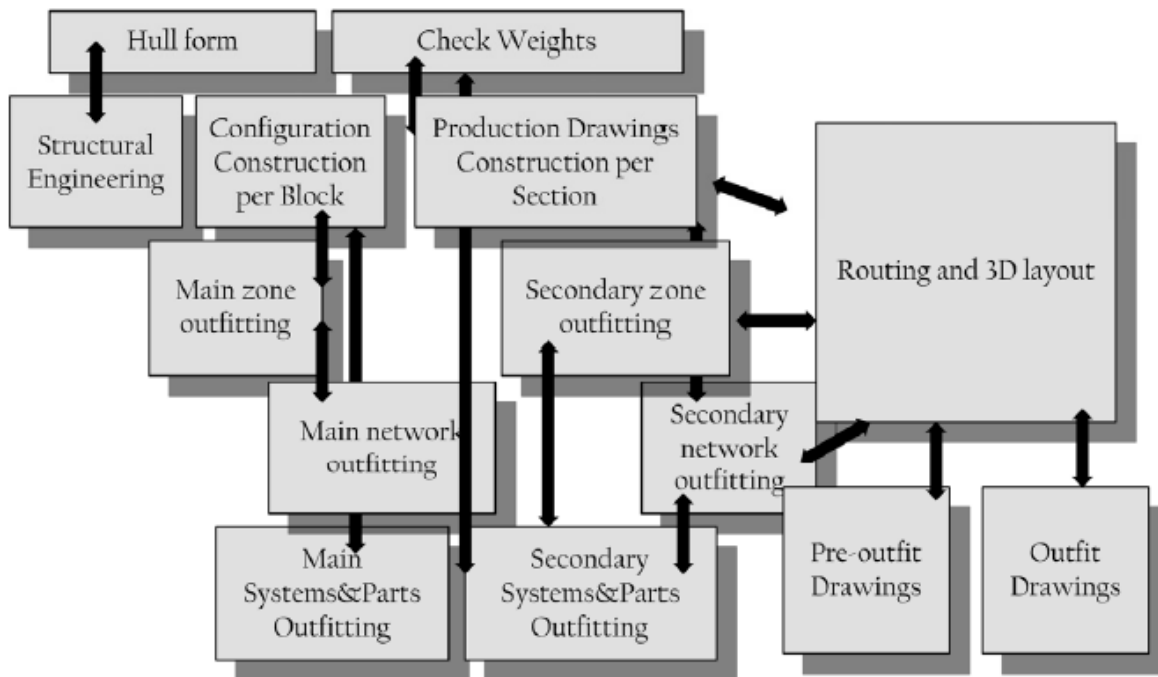 Hull form
Check Weights
Structural
Engineering
Configuration
Construction
per Block
Production Drawings
Construction per
Section
Routing and 3D layout
Main zone
outfitting
Secondary zone
outfitting
Main network
outfitting
Secondary
network
outfitting
Main
Systems&Parts
Outfitting
Secondary
Systems&Parts
Outfitting
Pre-outfit
Drawings
Outfit
Drawings